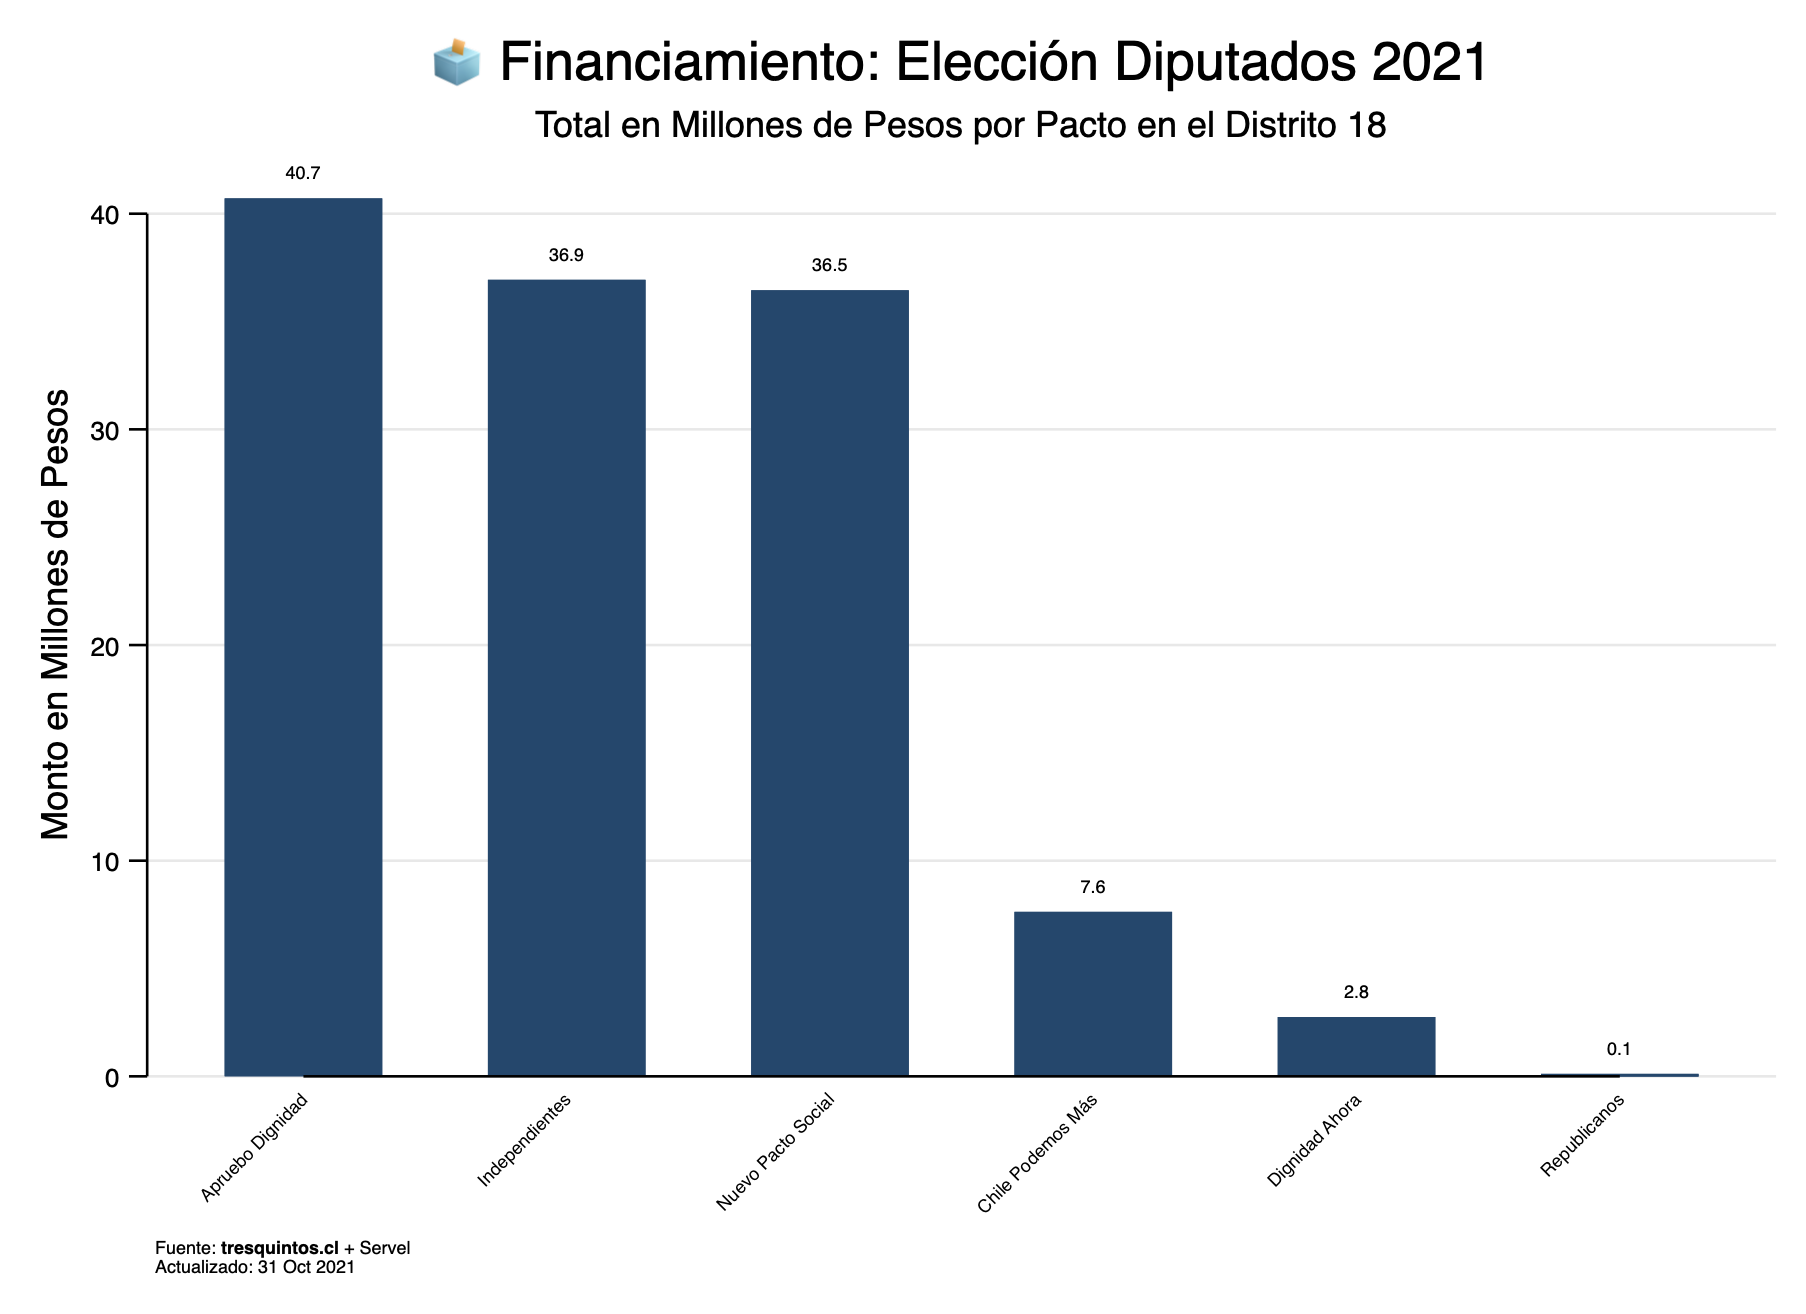 Financiamiento: Elección Diputados 2021
Total en Millones de Pesos por Pacto en el Distrito 18
Monto en Millones de Pesos
40
30
20
10
0
40.7
36.9
36.5
7.6
2.8
0.1
Apruebo Dignidad
Independientes
Nuevo Pacto Social
Chile Podemos Más
Dignidad Ahora
Republicanos
Fuente: tresquintos.cl + Servel
Actualizado: 31 Oct 2021